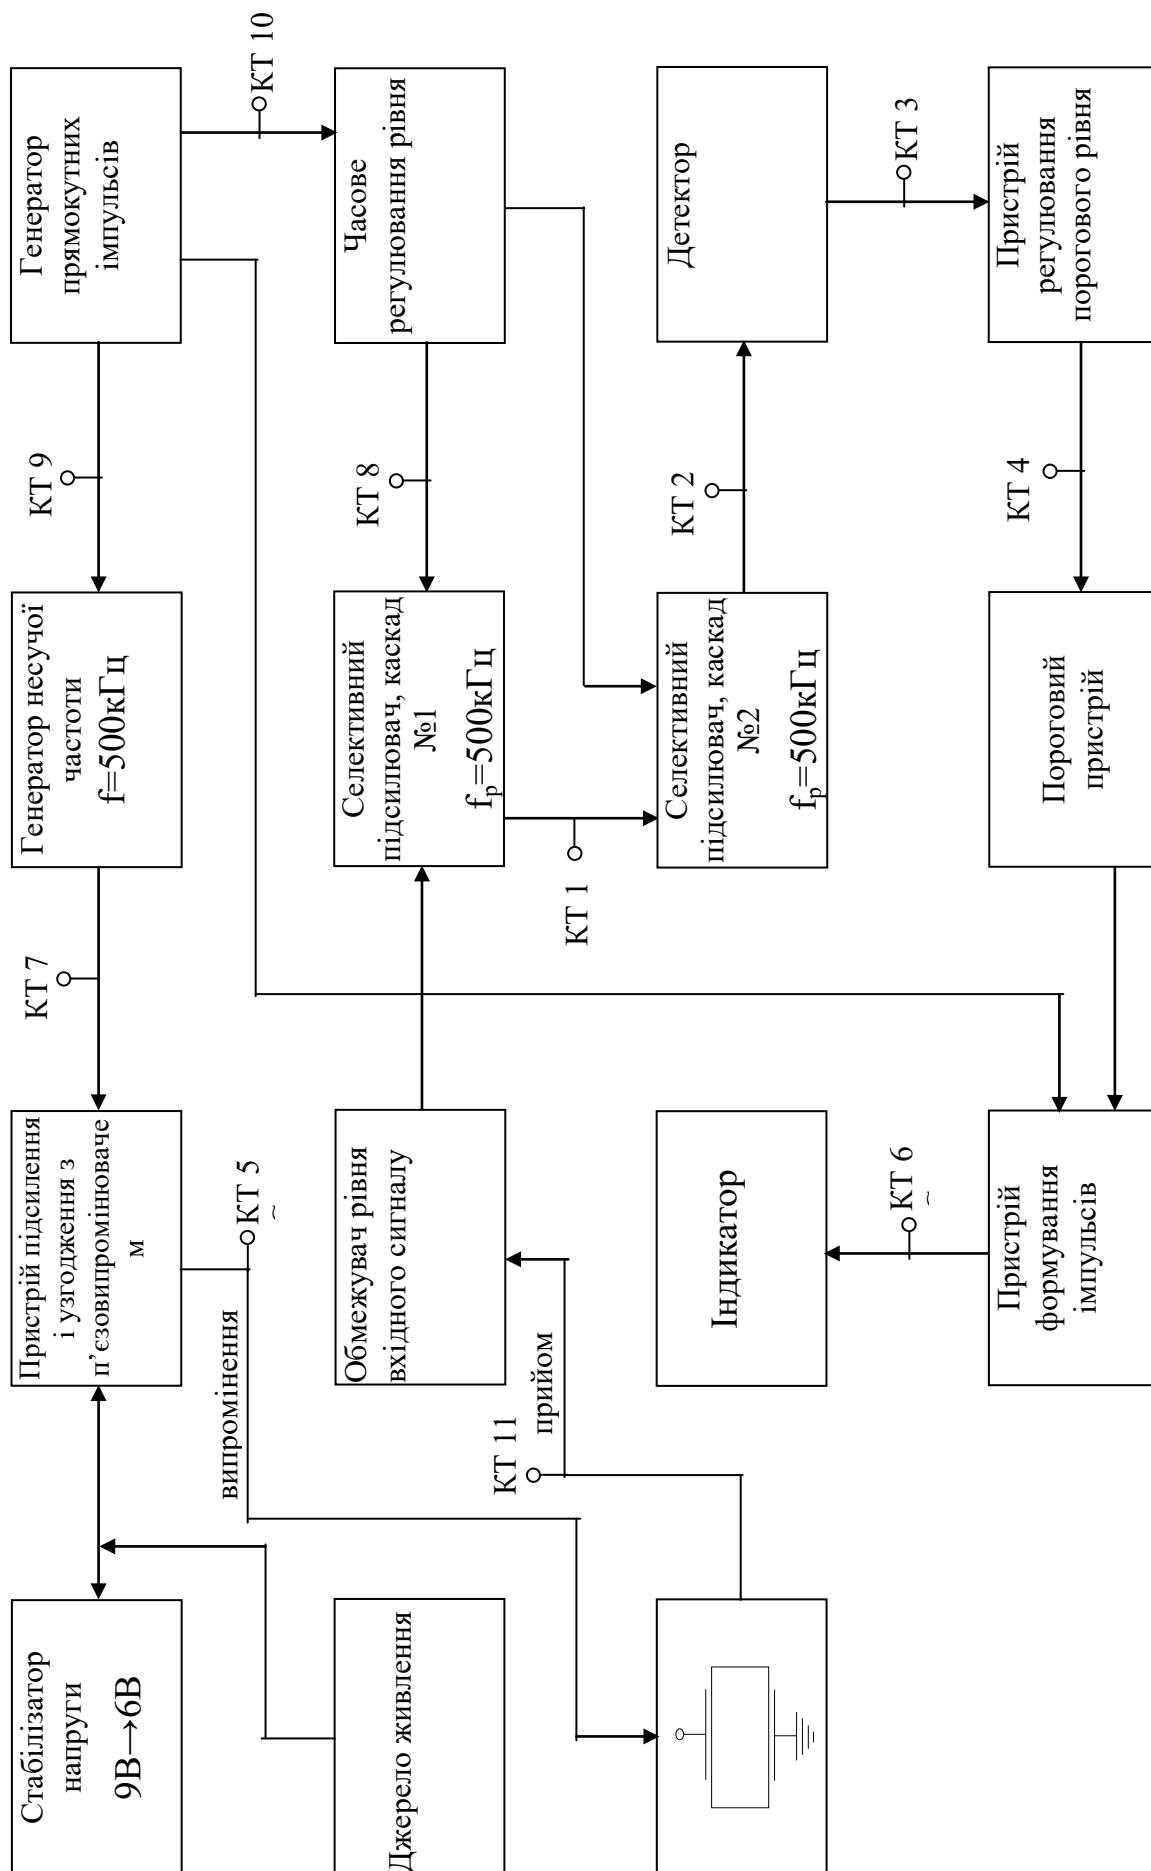 Стабілізатор
напруги
9В→6В
Пристрій підсилення
і узгодження з
п’єзовипромінюваче
м
КТ 7
Генератор несучої
частоти
f=500кГц
КТ 9
Генератор
прямокутних
імпульсів
випромінення
КТ 5
~
КТ 10
Джерело живлення
Обмежувач рівня
вхідного сигналу
Селективний
підсилювач, каскад
№1
fр=500кГц
КТ 8
Часове
регулювання рівня
КТ 11
прийом
КТ 1
Індикатор
Селективний
підсилювач, каскад
№2
fр=500кГц
КТ 2
Детектор
КТ 6
~
КТ 3
Пристрій
формування
імпульсів
Пороговий
пристрій
КТ 4
Пристрій
регулювання
порогового рівня